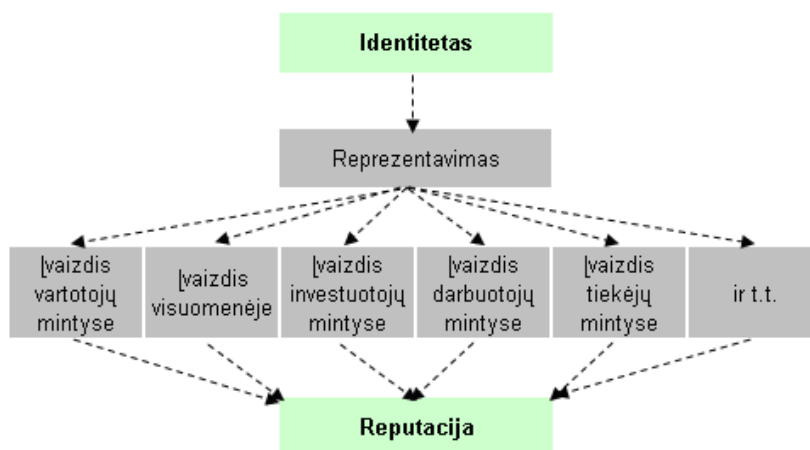 Identitetas
Reprezentavimas
Įvaizdis
vartotojų
mintyse
Įvaizdis
visuomenėje
Įvaizdis
investuotojų
mintyse
Įvaizdis
darbuotojų
mintyse
Įvaizdis
tiekėjų
mintyse
ir t.t.
Reputacija